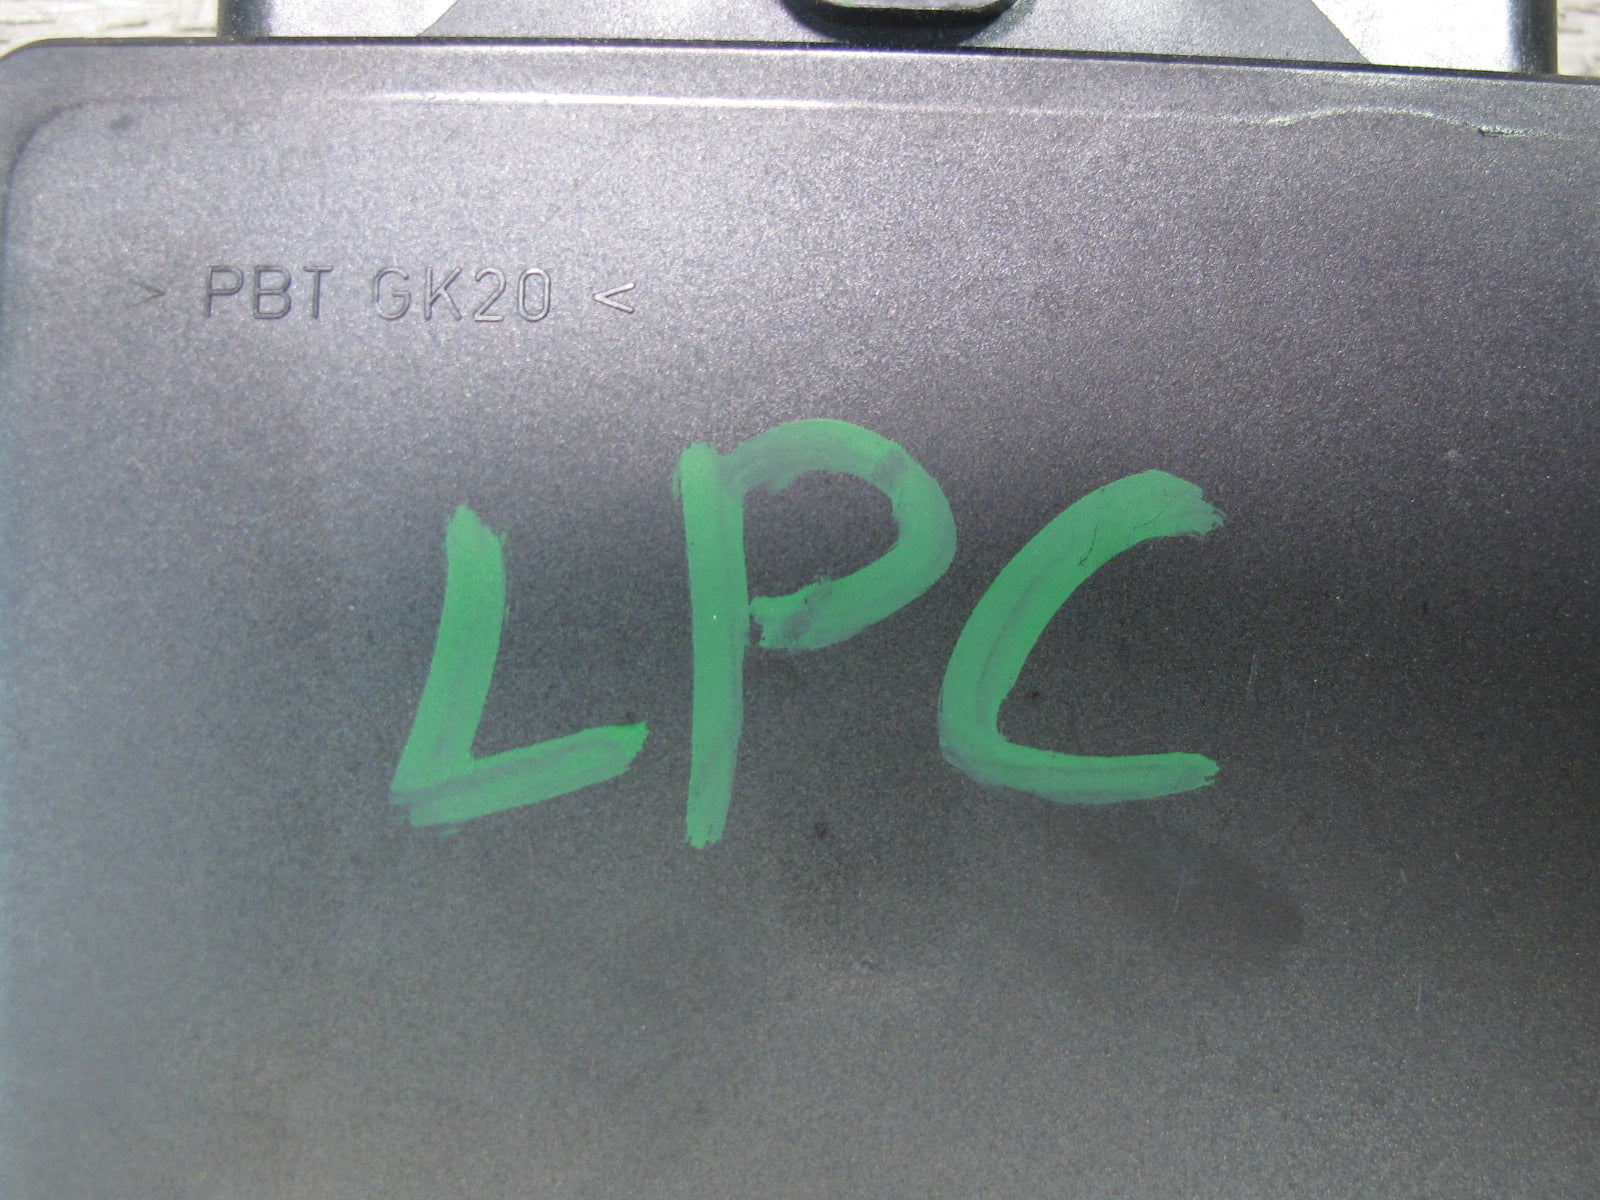 > PBT GK20 <
LPC